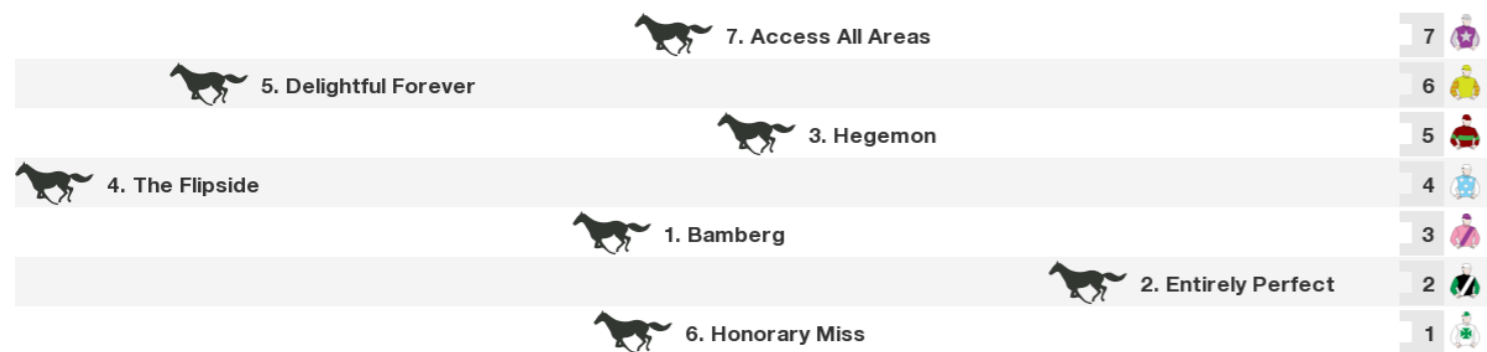 7. Access All Areas 7
5. Delightful Forever 6
3. Hegemon 5
4. The Flipside 4
1. Bamberg 3
2. Entirely Perfect 2
6. Honorary Miss 1